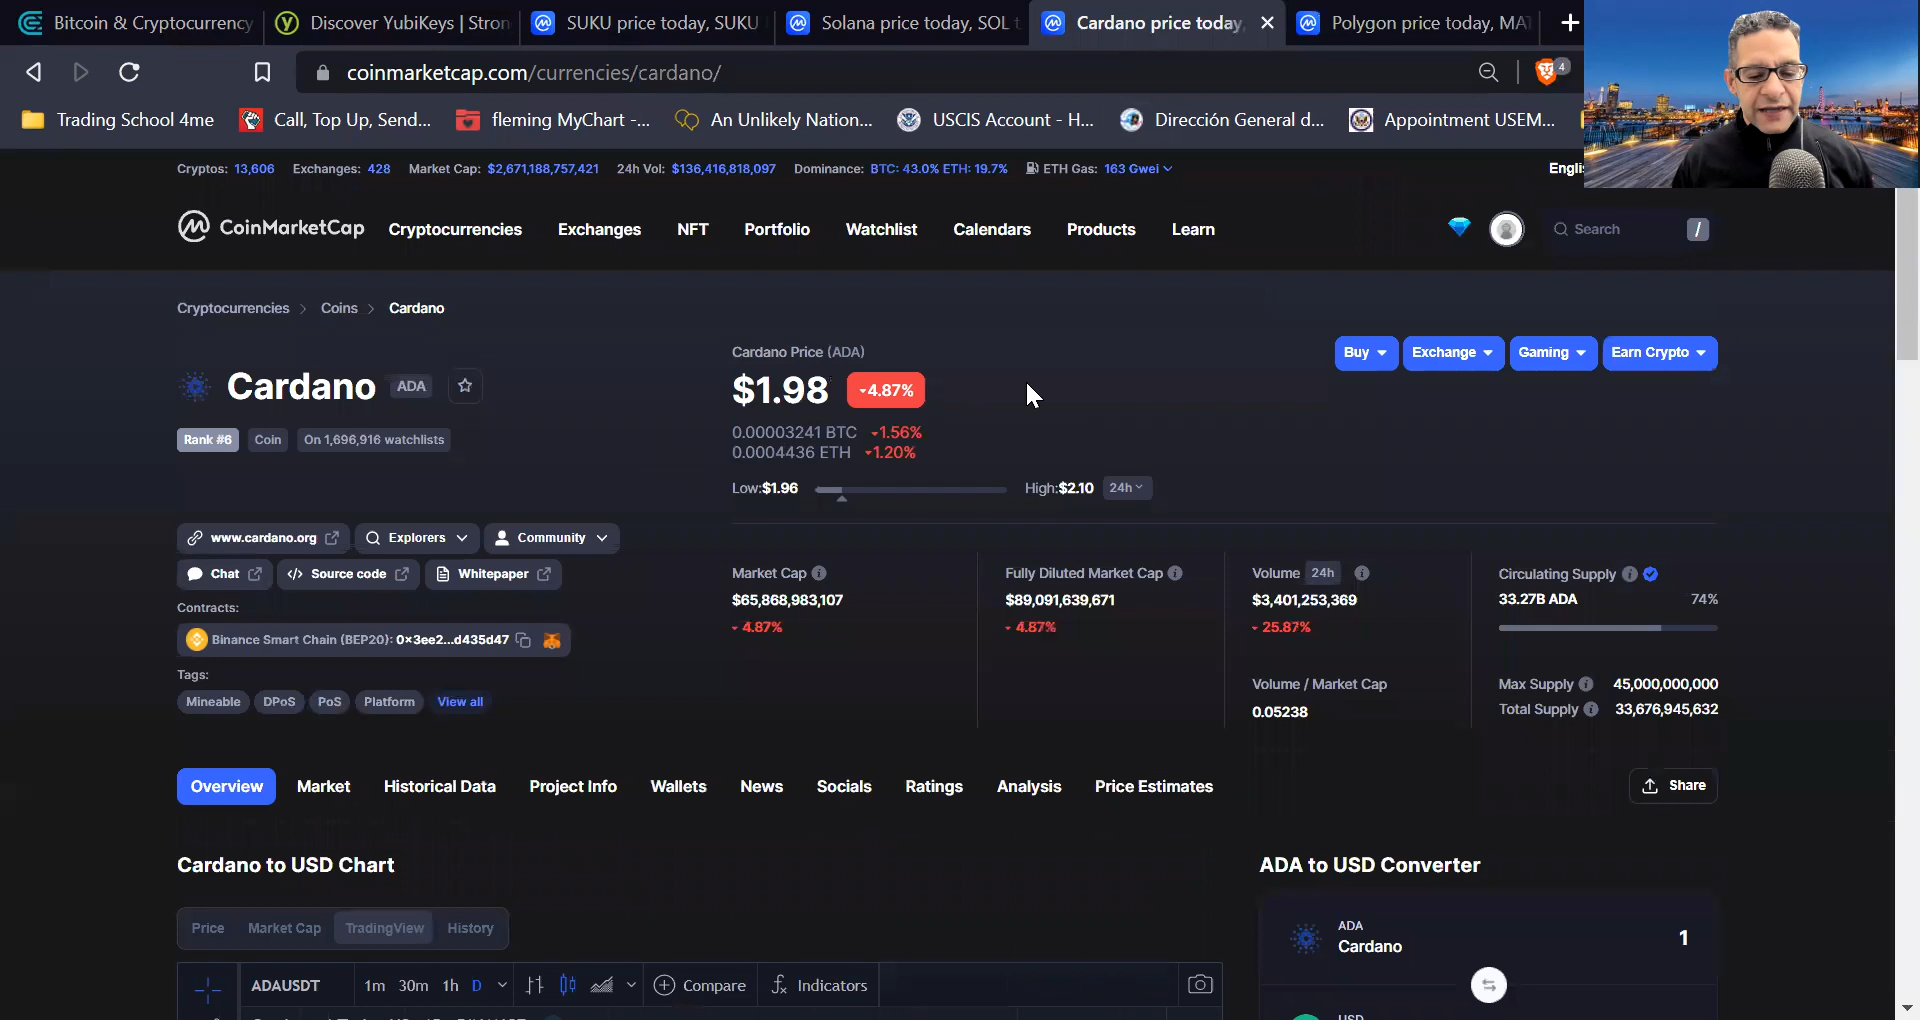 Bitcoin & Cryptocurrency
Discover YubiKeys | Stron
SUKU price today, SUKU
Solana price today, SOL t
Cardano price today,
Polygon price today, MAT
coinmarketcap.com/currencies/cardano/
4
Trading School 4me
Call, Top Up, Send...
fleming MyChart -...
An Unlikely Nation...
USCIS Account - H...
Dirección General d...
Appointment USEM...
Cryptos: 13,606 Exchanges: 428 Market Cap: $2,671,188,757,421 24h Vol: $136,416,818,097 Dominance: BTC: 43.0% ETH: 19.7% ETH Gas: 163 Gwei
Englis
CoinMarketCap
Cryptocurrencies Exchanges NFT Portfolio Watchlist Calendars Products Learn
Search /
Cryptocurrencies > Coins > Cardano
Cardano ADA
Rank #6 Coin On 1,696,916 watchlists
Cardano Price (ADA)
$1.98 4.87%
0.00003241 BTC 1.56%
0.0004436 ETH 1.20%
Low:$1.96 High:$2.10 24h
Buy Exchange Gaming Earn Crypto
www.cardano.org Explorers Community
Chat Source code Whitepaper
Contracts:
Binance Smart Chain (BEP20): 0x3ee2...d435d47
Tags:
Mineable DPoS PoS Platform View all
Market Cap
$65,868,983,107
4.87%
Fully Diluted Market Cap
$89,091,639,671
4.87%
Volume 24h
$3,401,253,369
25.87%
Volume / Market Cap
0.05238
Circulating Supply
33.27B ADA 74%
Max Supply 45,000,000,000
Total Supply 33,676,945,632
Overview Market Historical Data Project Info Wallets News Socials Ratings Analysis Price Estimates
Share
Cardano to USD Chart
Price Market Cap TradingView History
ADAUSDT 1m 30m 1h D Compare Indicators
ADA to USD Converter
ADA
Cardano
1
USD